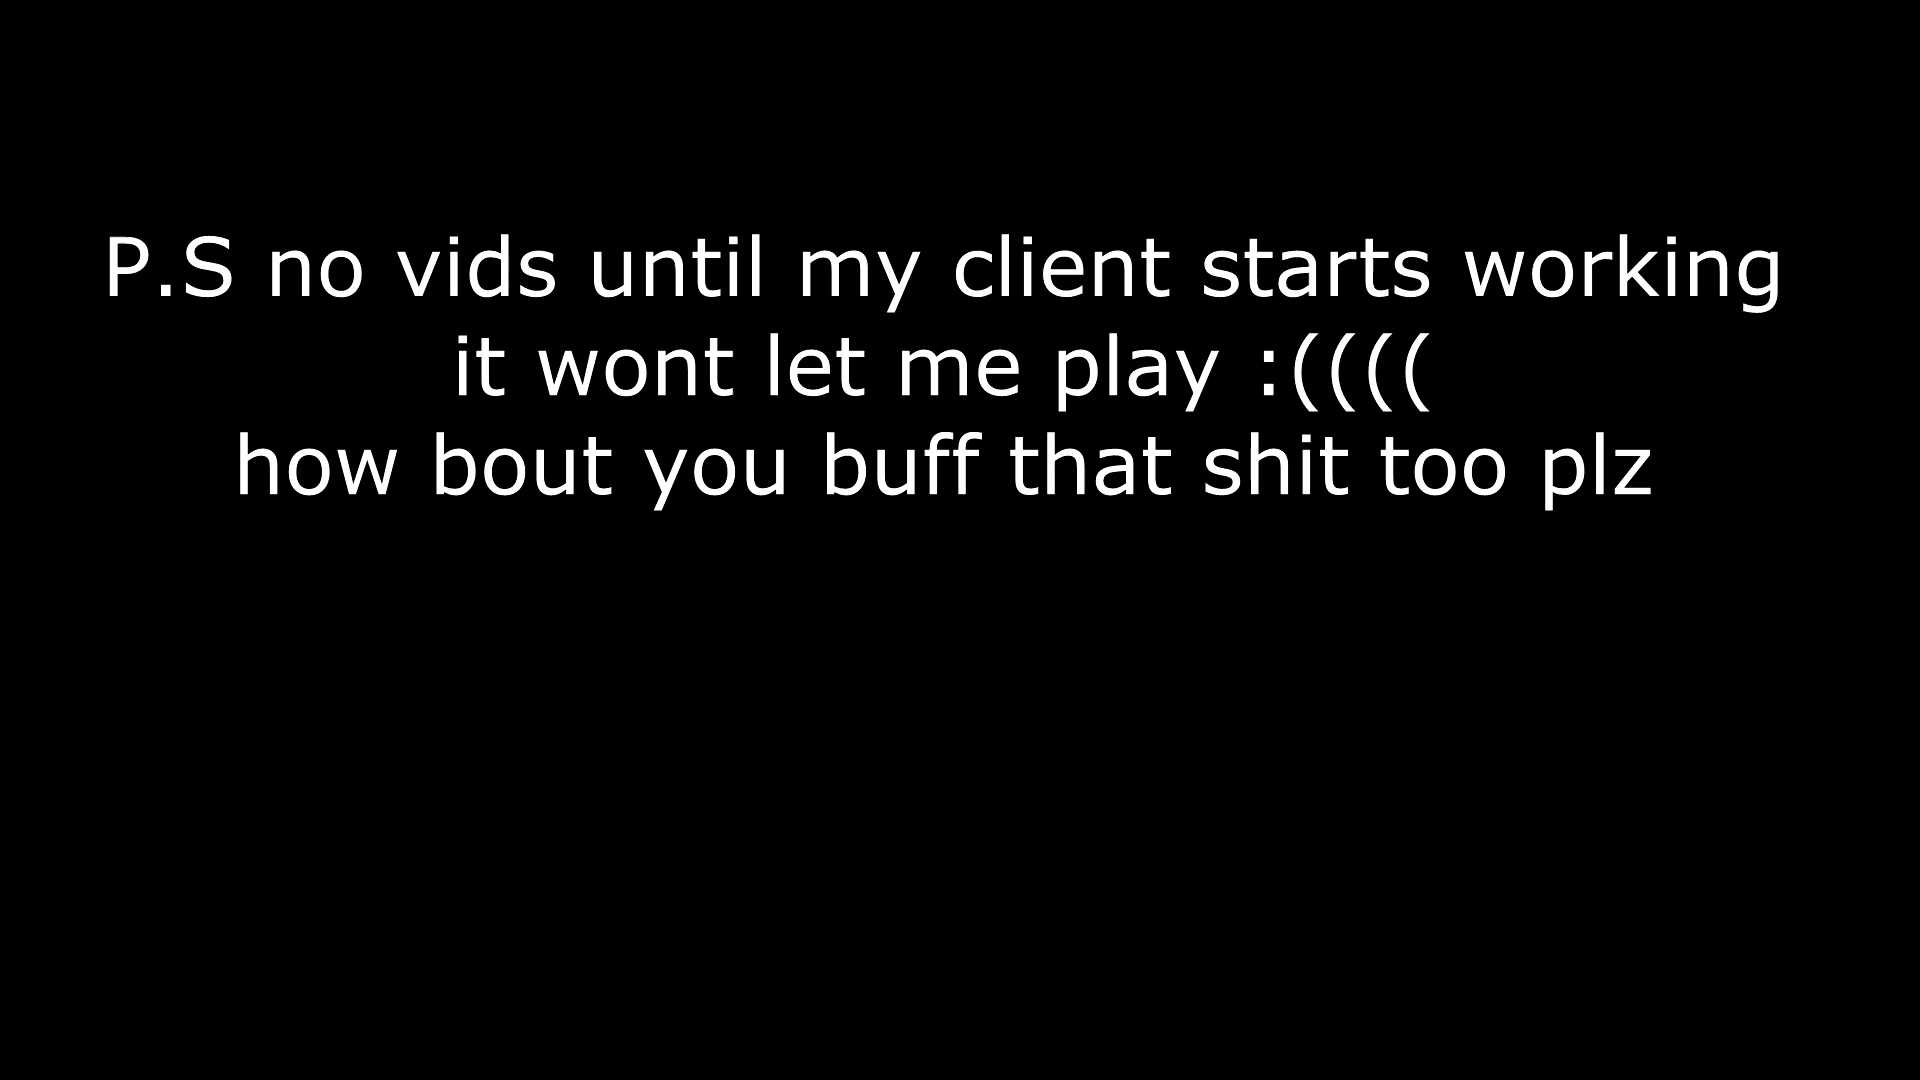 P.S no vids until my client starts working
it wont let me play :((((
how bout you buff that shit too plz